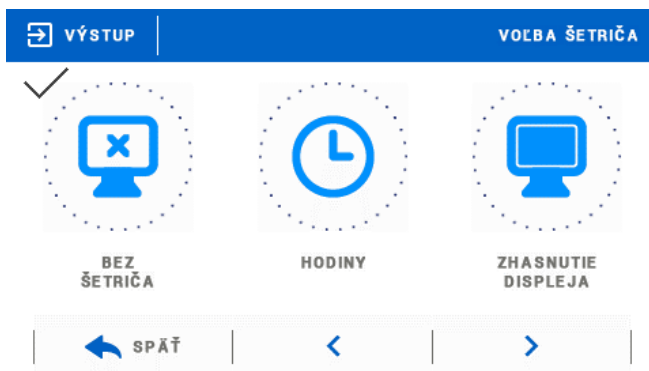 VÝSTUP
VOĽBA ŠETRIČA
BEZ
ŠETRIČA
HODINY
ZHASNUTIE
DISPLEJA
SPÄŤ